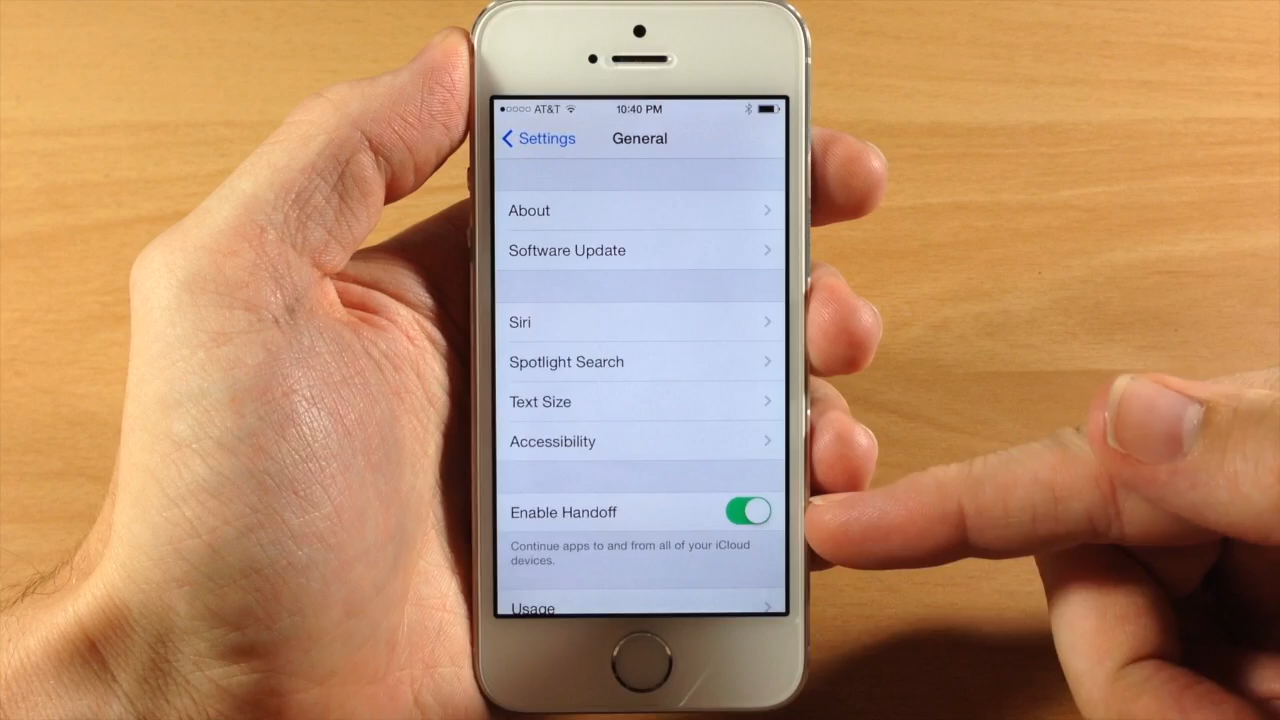 AT&T 10:40 PM
Settings General
About
Software Update
Siri
Spotlight Search
Text Size
Accessibility
Enable Handoff
Continue apps to and from all of your iCloud
devices.
Usage